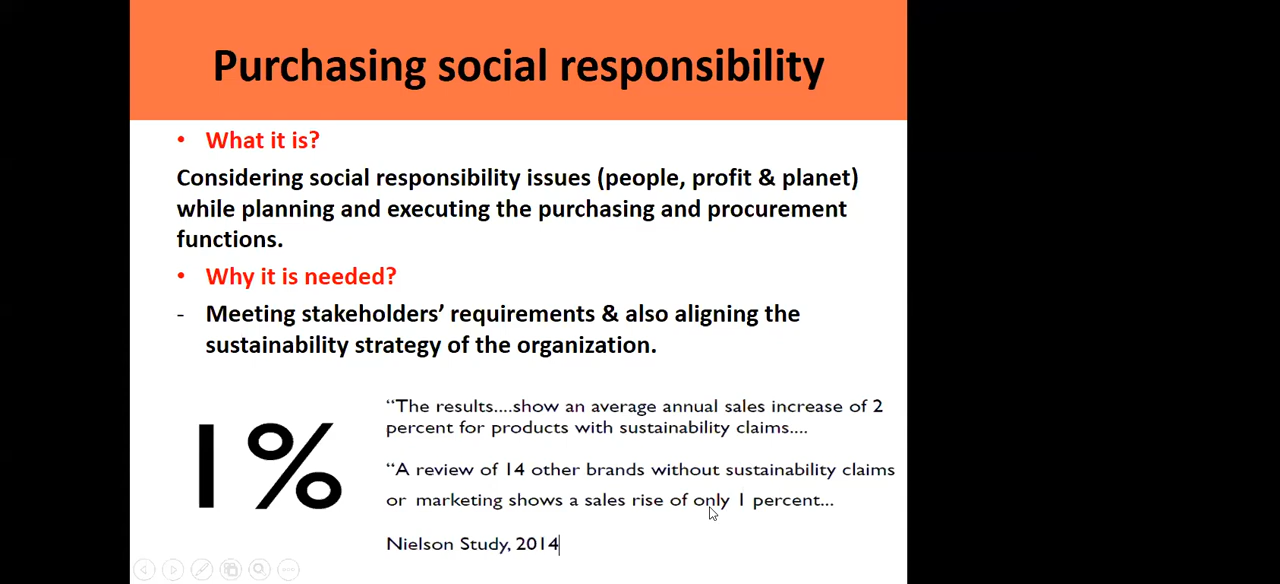 Purchasing social responsibility
• What it is?
Considering social responsibility issues (people, profit & planet)
while planning and executing the purchasing and procurement
functions.
• Why it is needed?
- Meeting stakeholders’ requirements & also aligning the
sustainability strategy of the organization.
1%
“The results....show an average annual sales increase of 2
percent for products with sustainability claims....
“A review of 14 other brands without sustainability claims
or marketing shows a sales rise of only 1 percent...
Nielson Study, 2014